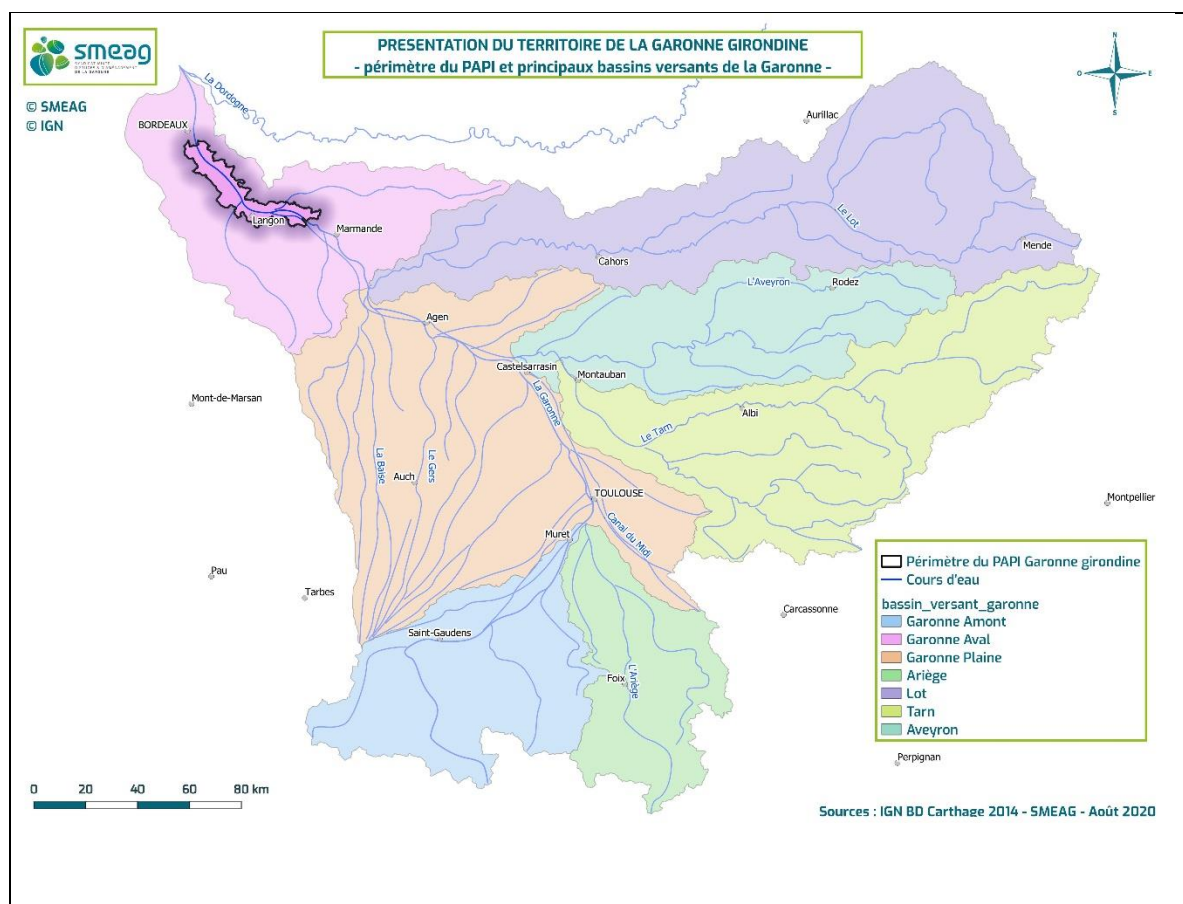 smeag
DE LA GARONNE
© SMEAG
© IGN
PRESENTATION DU TERRITOIRE DE LA GARONNE GIRONDINE
- périmètre du PAPI et principaux bassins versants de la Garonne -
N
O
E
S
La Dordogne
Aurillac
BORDEAUX
Langon
Marmande
Le Lot
Mende
Cahors
L'Aveyron
Rodez
Agen
Castelsarrasin
Montauban
Mont-de-Marsan
La Garonne
Albi
Le Tarn
La Baise
Le Gers
Auch
TOULOUSE
Montpellier
Canal du Midi
Muret
Pau
Tarbes
Carcassonne
Saint-Gaudens
Foix
L'Ariège
Perpignan
Périmètre du PAPI Garonne girondine
Cours d'eau
bassin_versant_garonne
Garonne Amont
Garonne Aval
Garonne Plaine
Ariège
Lot
Tarn
Aveyron
0 20 40 60 80 km
Sources : IGN BD Carthage 2014 - SMEAG - Août 2020